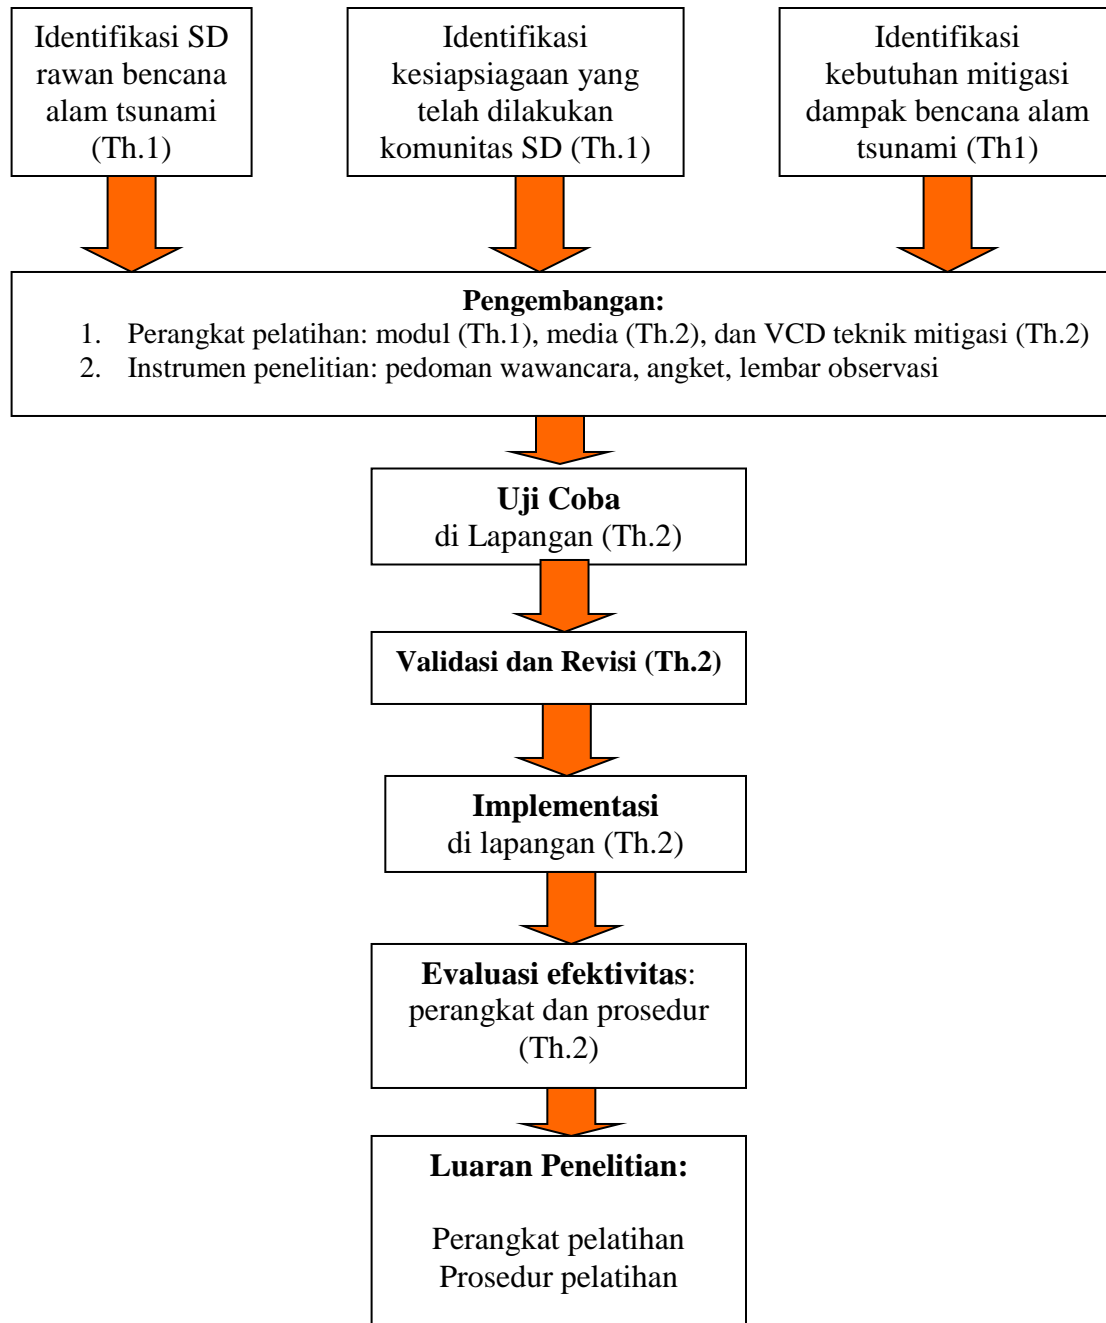 Identifikasi SD
rawan bencana
alam tsunami
(Th.1)
Identifikasi
kesiapsiagaan yang
telah dilakukan
komunitas SD (Th.1)
Identifikasi
kebutuhan mitigasi
dampak bencana alam
tsunami (Th1)
Pengembangan:
1. Perangkat pelatihan: modul (Th.1), media (Th.2), dan VCD teknik mitigasi (Th.2)
2. Instrumen penelitian: pedoman wawancara, angket, lembar observasi
Uji Coba
di Lapangan (Th.2)
Validasi dan Revisi (Th.2)
Implementasi
di lapangan (Th.2)
Evaluasi efektivitas:
perangkat dan prosedur
(Th.2)
Luaran Penelitian:
Perangkat pelatihan
Prosedur pelatihan